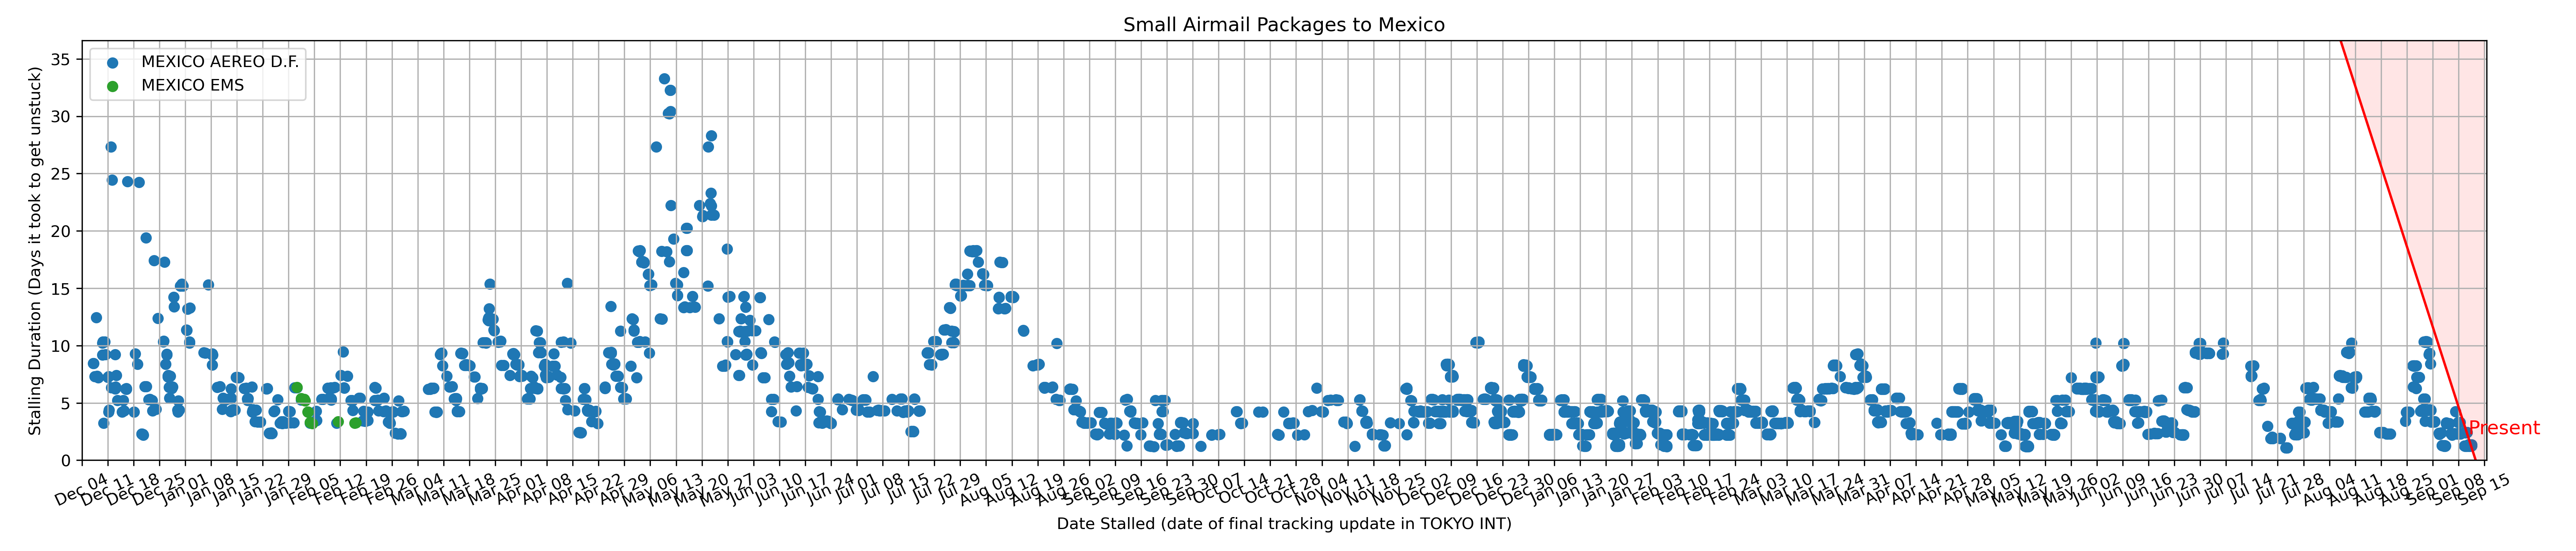 Small Airmail Packages to Mexico
MEXICO AEREO D.F.
MEXICO EMS
35
30
25
20
15
10
5
0
Stalling Duration (Days it took to get unstuck)
Present
Dec 04
Dec 11
Dec 18
Dec 25
Jan 01
Jan 08
Jan 15
Jan 22
Jan 29
Feb 05
Feb 12
Feb 19
Feb 26
Mar 04
Mar 11
Mar 18
Mar 25
Apr 01
Apr 08
Apr 15
Apr 22
Apr 29
May 06
May 13
May 20
May 27
Jun 03
Jun 10
Jun 17
Jun 24
Jul 01
Jul 08
Jul 15
Jul 22
Jul 29
Aug 05
Aug 12
Aug 19
Aug 26
Sep 02
Sep 09
Sep 16
Sep 23
Sep 30
Oct 07
Oct 14
Oct 21
Oct 28
Nov 04
Nov 11
Nov 18
Nov 25
Dec 02
Dec 09
Dec 16
Dec 23
Dec 30
Jan 06
Jan 13
Jan 20
Jan 27
Feb 03
Feb 10
Feb 17
Feb 24
Mar 03
Mar 10
Mar 17
Mar 24
Mar 31
Apr 07
Apr 14
Apr 21
Apr 28
May 05
May 12
May 19
May 26
Jun 02
Jun 09
Jun 16
Jun 23
Jun 30
Jul 07
Jul 14
Jul 21
Jul 28
Aug 04
Aug 11
Aug 18
Aug 25
Sep 01
Sep 08
Sep 15
Date Stalled (date of final tracking update in TOKYO INT)